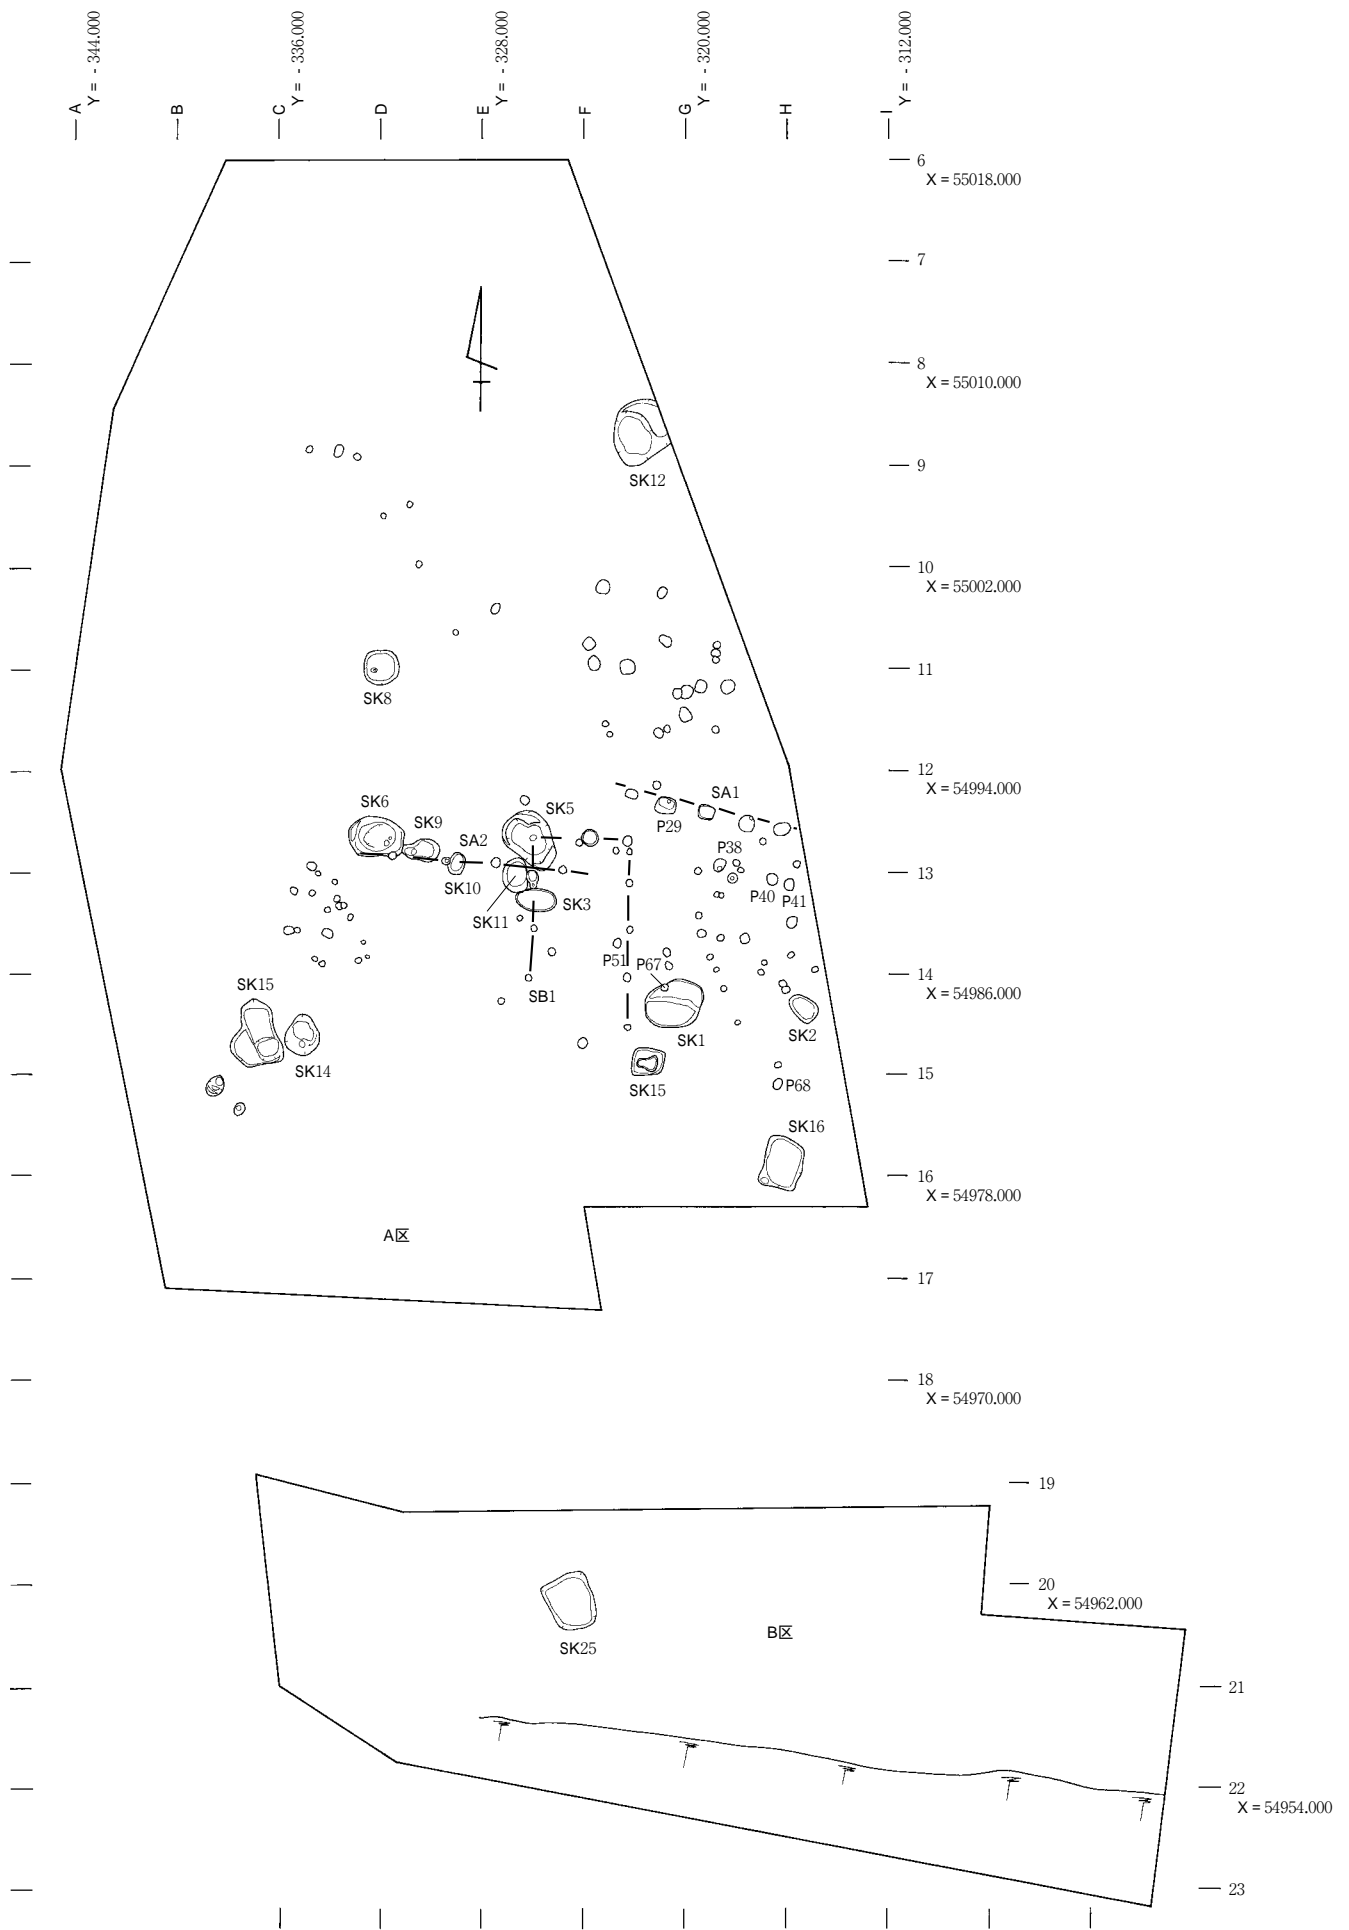 A
Y = - 344.000
B
C
Y = - 336.000
D
E
Y = - 328.000
F
G
Y = - 320.000
H
I
Y = - 312.000
6
X = 55018.000
7
8
X = 55010.000
9
SK12
10
X = 55002.000
11
SK8
12
X = 54994.000
SA1
SK6
SK5
SK9
P29
SA2
P38
13
SK10
P40
P41
SK3
SK11
P51
P67
14
SK15
X = 54986.000
SB1
SK2
SK1
SK14
15
SK15
P68
SK16
16
X = 54978.000
A区
17
18
X = 54970.000
19
20
X = 54962.000
B区
SK25
21
22
X = 54954.000
23